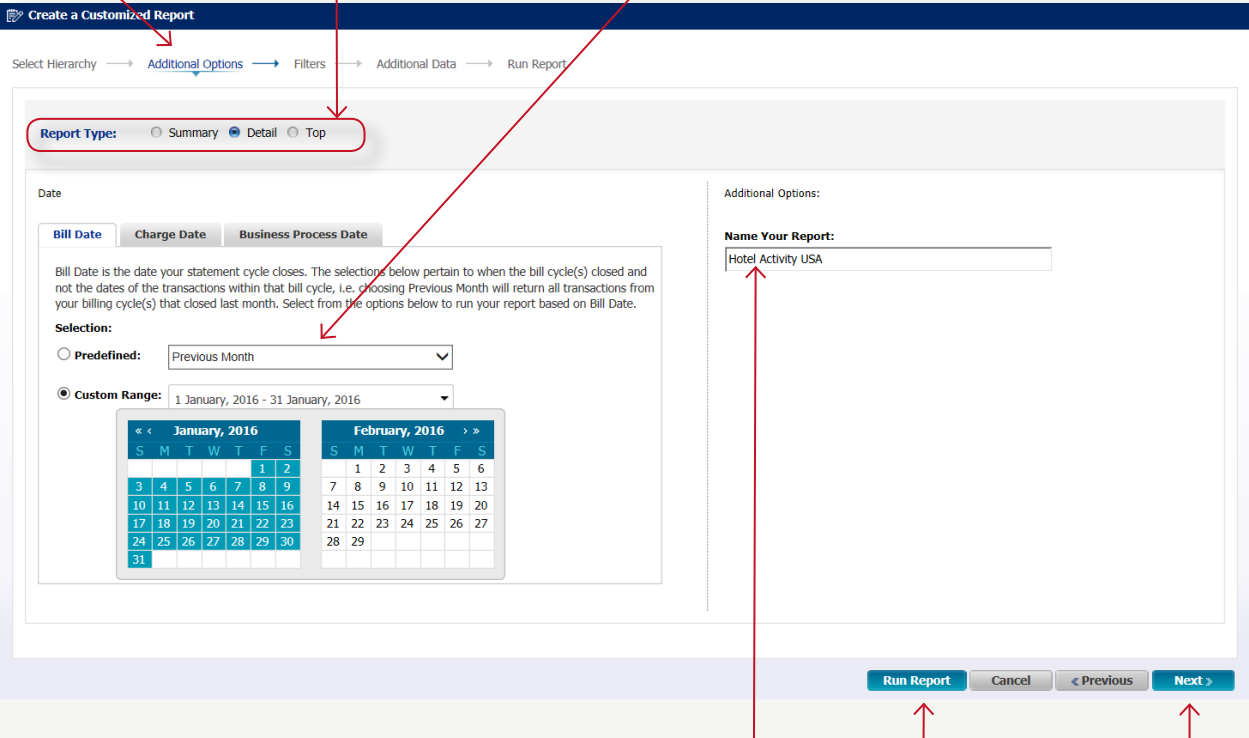 Create a Customized Report
Select Hierarchy Additional Options Filters Additional Data Run Report
Report Type: Summary Detail Top
Date
Bill Date Charge Date Business Process Date
Bill Date is the date your statement cycle closes. The selections below pertain to when the bill cycle(s) closed and
not the dates of the transactions within that bill cycle, i.e. choosing Previous Month will return all transactions from
your billing cycle(s) that closed last month. Select from the options below to run your report based on Bill Date.
Selection:
Predefined: Previous Month
Custom Range: 1 January, 2016 - 31 January, 2016
« ‹ January, 2016
S M T W T F S
1 2
3 4 5 6 7 8 9
10 11 12 13 14 15 16
17 18 19 20 21 22 23
24 25 26 27 28 29 30
31
February, 2016 › »
S M T W T F S
1 2 3 4 5 6
7 8 9 10 11 12 13
14 15 16 17 18 19 20
21 22 23 24 25 26 27
28 29
Additional Options:
Name Your Report:
Hotel Activity USA
Run Report Cancel « Previous Next »